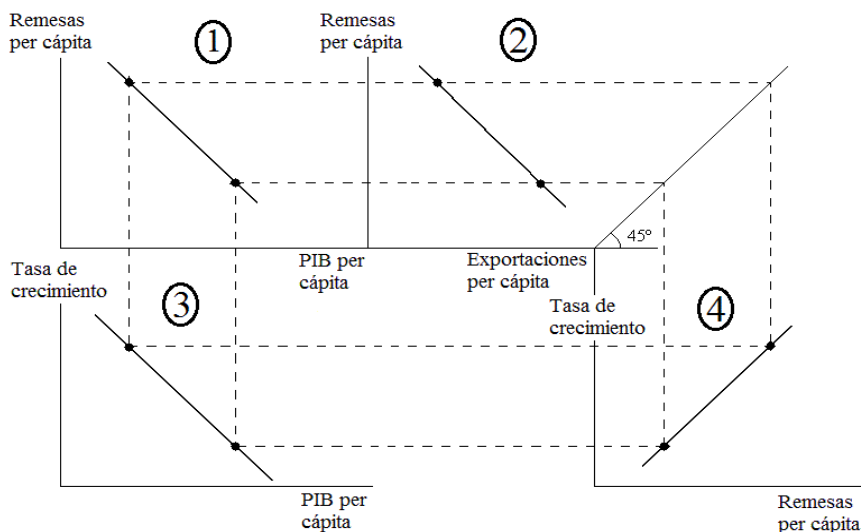 Remesas
per cápita
1
Remesas
per cápita
2
45º
PIB per
cápita
Exportaciones
per cápita
Tasa de
crecimiento
3
Tasa de
crecimiento
4
PIB per
cápita
Remesas
per cápita